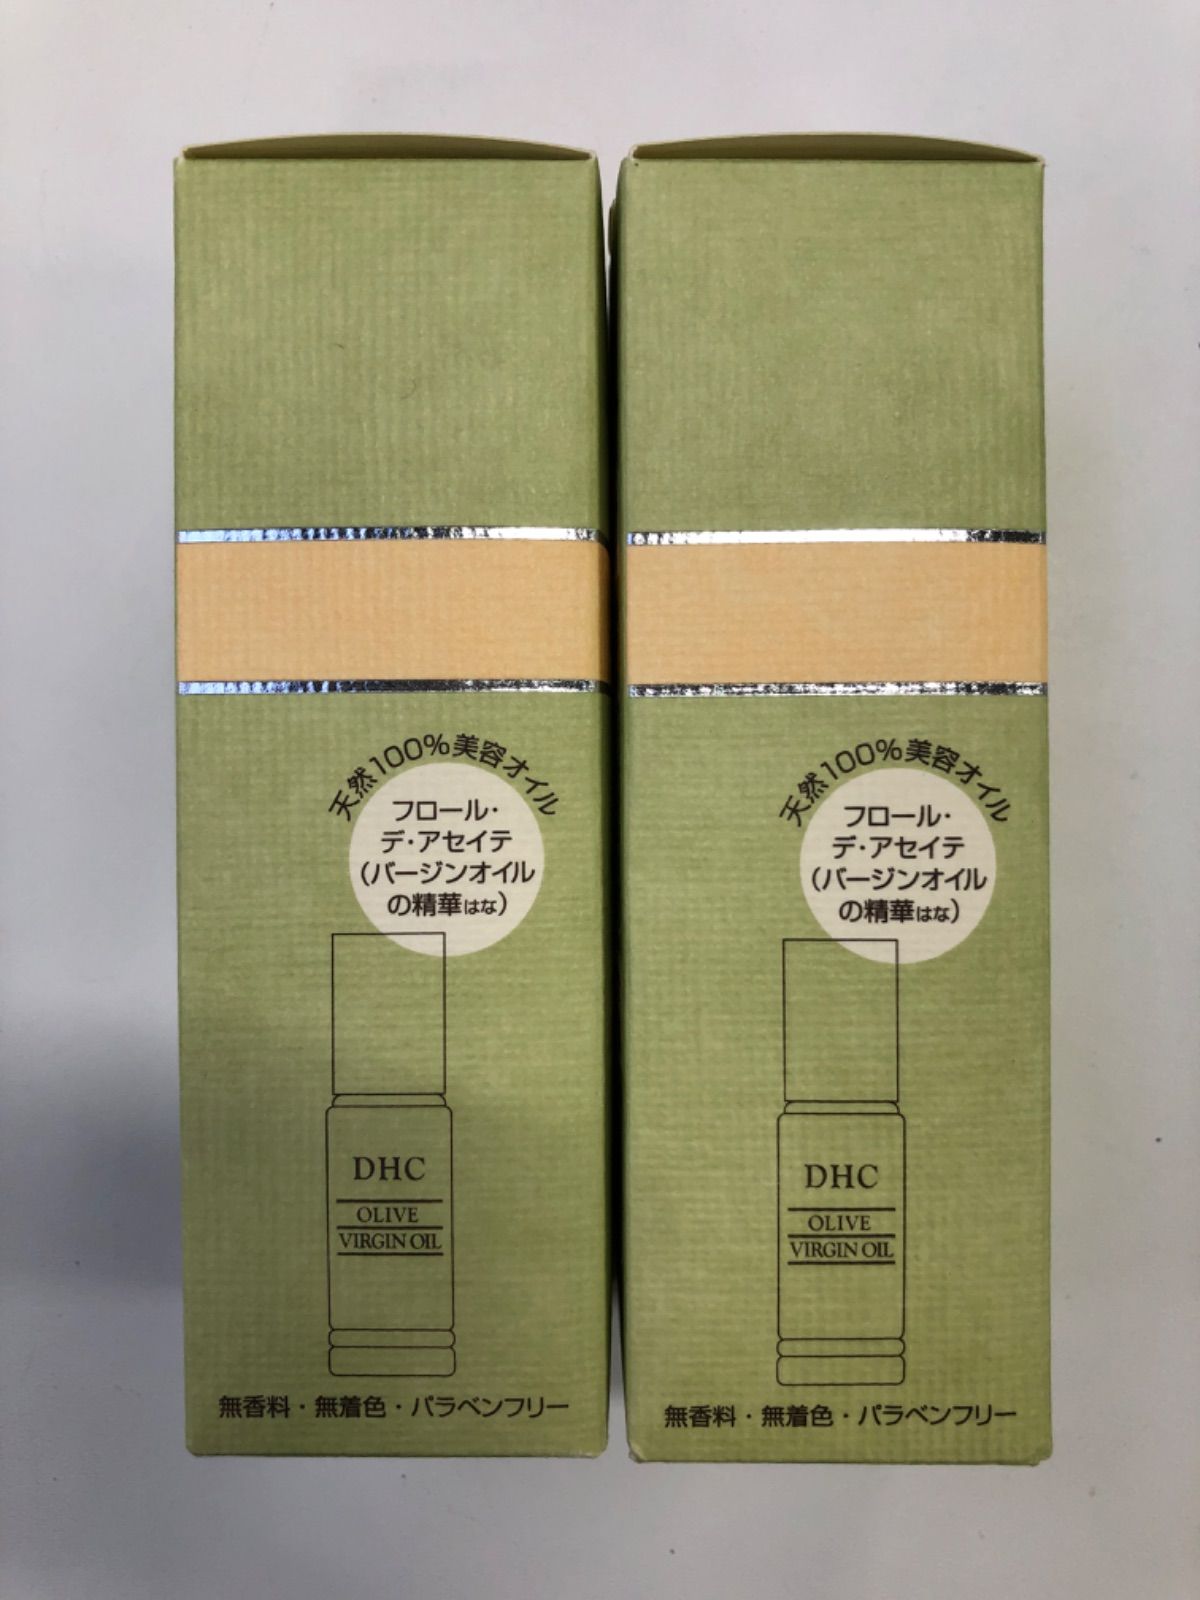 天然100%美容オイル
フロール・
デ・アセイテ
(バージンオイル
の精華はな)
DHC
OLIVE
VIRGIN OIL
無香料・無着色・パラベンフリー
天然100%美容オイル
フロール・
デ・アセイテ
(バージンオイル
の精華はな)
DHC
OLIVE
VIRGIN OIL
無香料・無着色・パラベンフリー